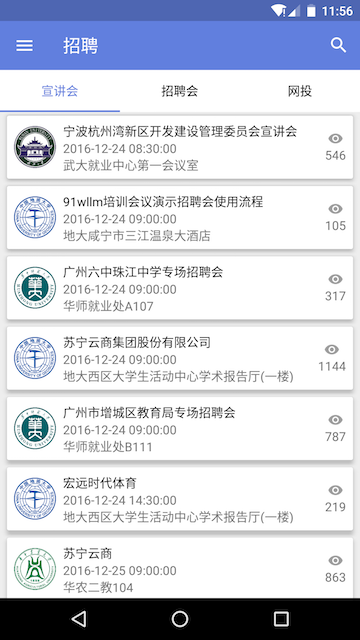 11:56
招聘
宣讲会
招聘会
网投
宁波杭州湾新区开发建设管理委员会宣讲会
2016-12-24 08:30:00
武大就业中心第一会议室
546
91wllm培训会议演示招聘会使用流程
2016-12-24 09:00:00
地大咸宁市三江温泉大酒店
105
广州六中珠江中学专场招聘会
2016-12-24 09:00:00
华师就业处A107
317
苏宁云商集团股份有限公司
2016-12-24 09:00:00
地大西区大学生活动中心学术报告厅(一楼)
1144
广州市增城区教育局专场招聘会
2016-12-24 09:00:00
华师就业处B111
787
宏远时代体育
2016-12-24 14:30:00
地大西区大学生活动中心学术报告厅(一楼)
219
苏宁云商
2016-12-25 09:00:00
华农二教104
863